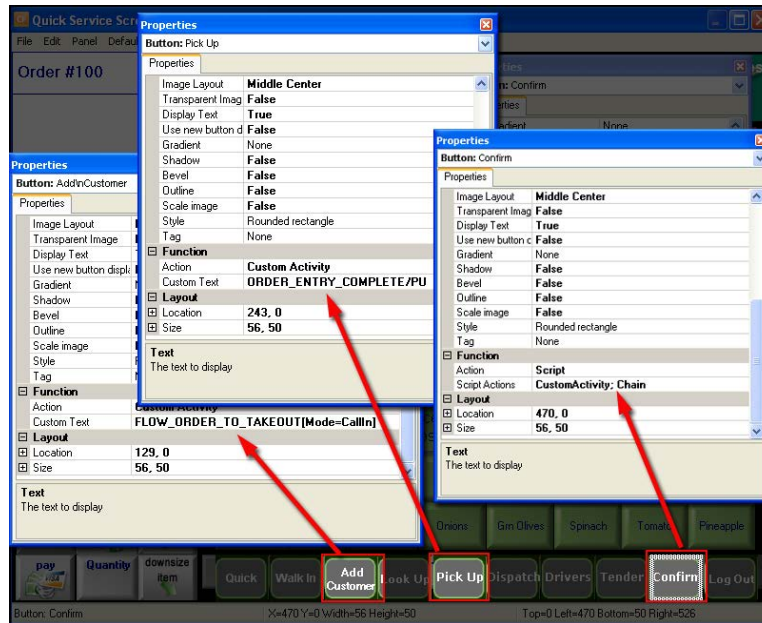 Quick Service Scr
File Edit Panel Defau
Order #100
Properties
Button: Pick Up
Properties
Image Layout Middle Center
Transparent Imag False
Display Text True
Use new button d False
Gradient None
Shadow False
Bevel False
Outline False
Scale image False
Style Rounded rectangle
Tag None
Function
Action Custom Activity
Custom Text ORDER_ENTRY_COMPLETE/PU
Layout
Location 243, 0
Size 56, 50
Text
The text to display
Properties
Button: Add\nCustomer
Properties
Image Layout
Transparent Image
Display Text
Use new button displa
Gradient
Shadow
Bevel
Outline
Scale image
Style
Tag
Function
Action Custom Activity
Custom Text FLOW_ORDER_TO_TAKEOUT[Mode=CallIn]
Layout
Location 129, 0
Size 56, 50
Text
The text to display
ties
n: Confirm
erties
adient None
Properties
Button: Confirm
Properties
Image Layout Middle Center
Transparent Imag False
Display Text True
Use new button c False
Gradient None
Shadow False
Bevel False
Outline False
Scale image False
Style Rounded rectangle
Tag None
Function
Action Script
Script Actions CustomActivity; Chain
Layout
Location 470, 0
Size 56, 50
Text
The text to display
Onions Grn Olives Spinach Tomato Pineapple
pay Quantity downsize item Quick Walk In Add Customer Look Up Pick Up Dispatch Drivers Tender Confirm Log Out
Button: Confirm X=470 Y=0 Width=56 Height=50 Top=0 Left=470 Bottom=50 Right=526